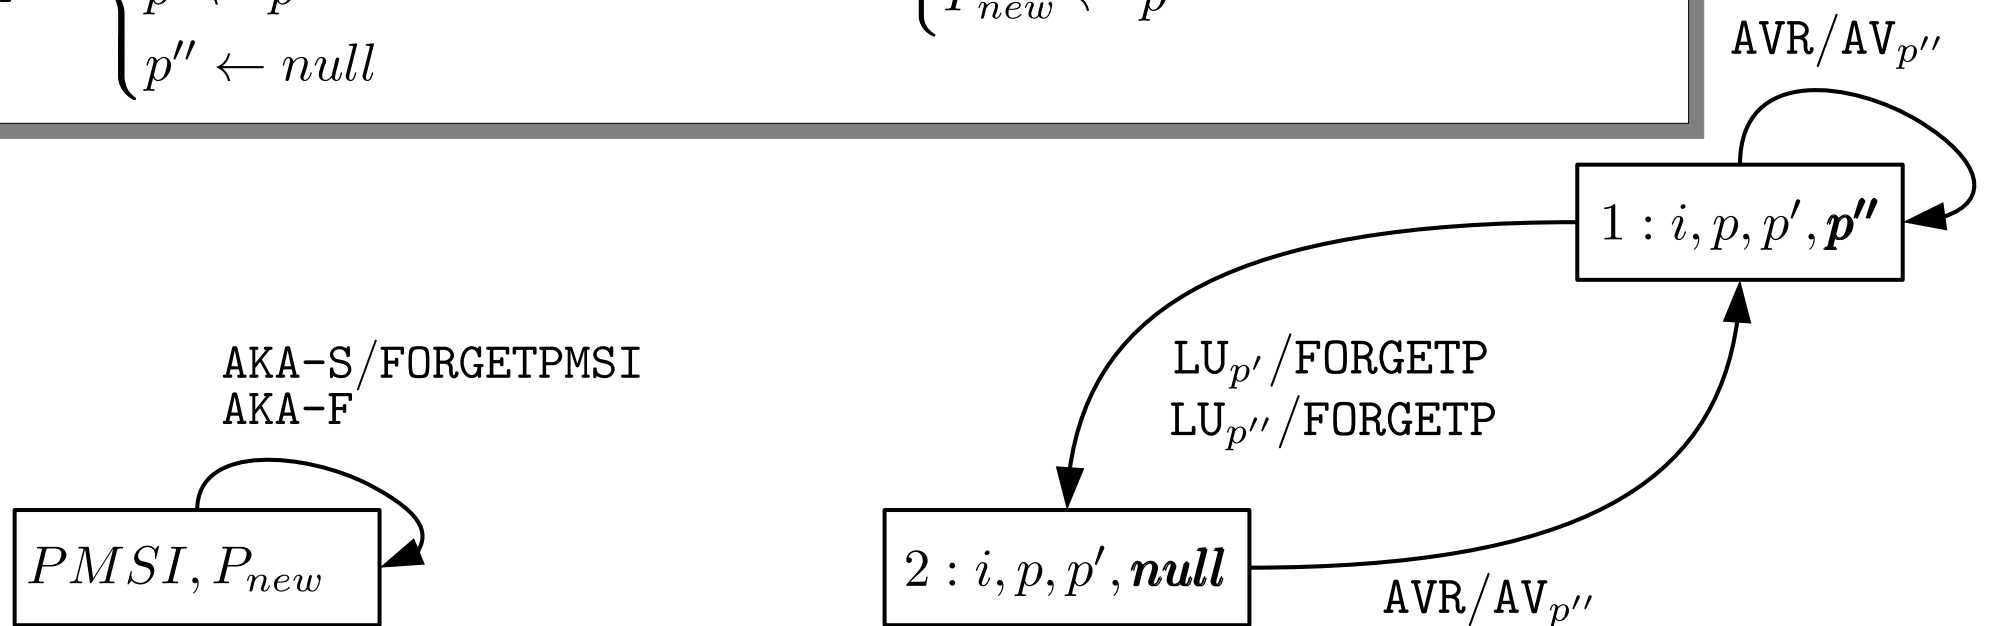 p'' ← null
AVR/AV_{p''}
1 : i, p, p', p''
AKA-S/FORGETPMSI
AKA-F
LU_{p'}/FORGETP
LU_{p''}/FORGETP
PMSI, P_{new}
2 : i, p, p', null
AVR/AV_{p''}